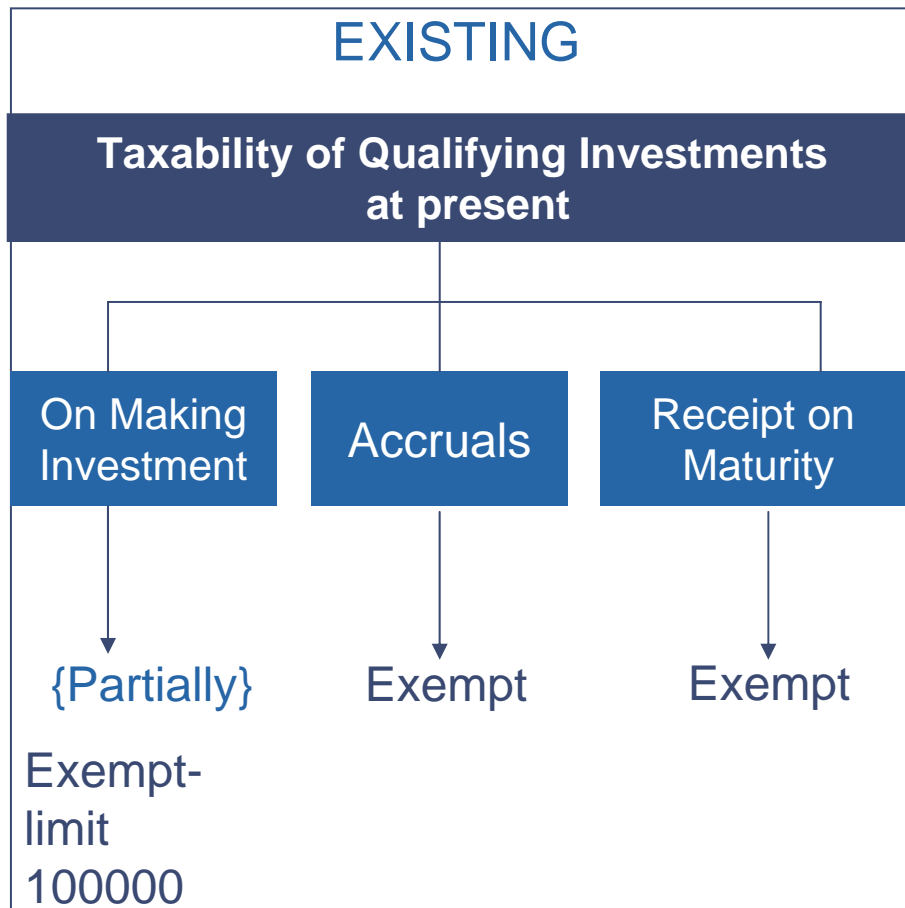 EXISTING
Taxability of Qualifying Investments
at present
On Making
Investment
Accruals
Receipt on
Maturity
{Partially}
Exempt-
limit
100000
Exempt
Exempt